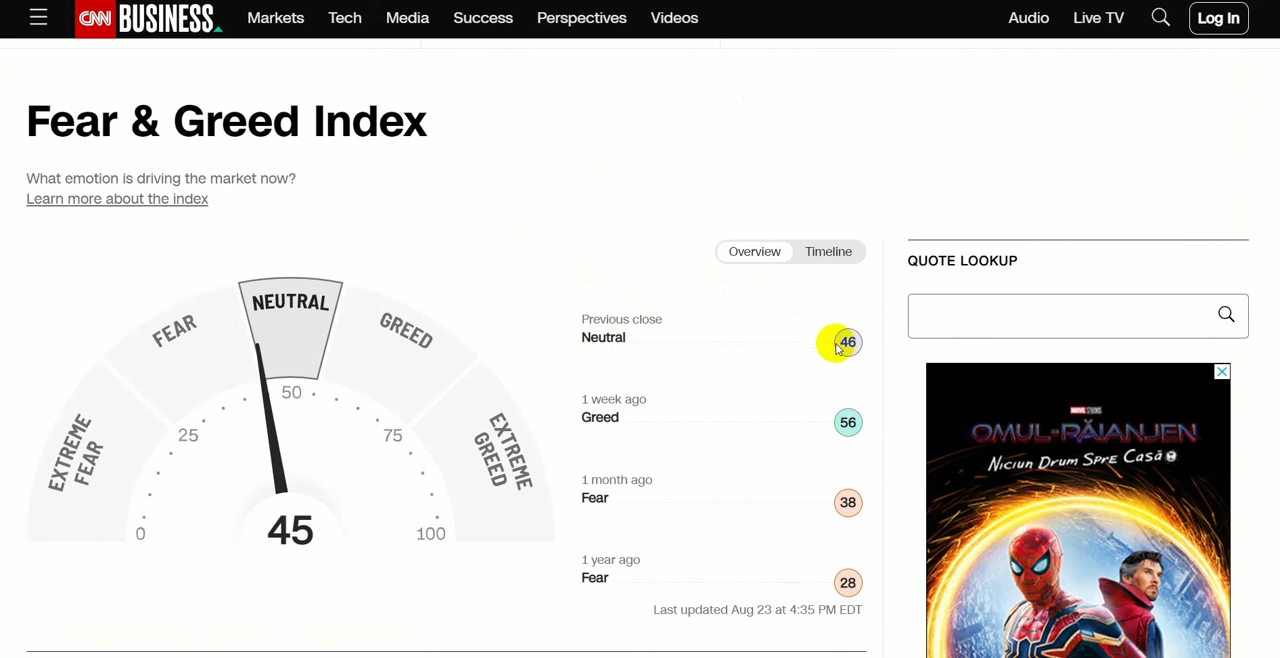 CNN BUSINESS Markets Tech Media Success Perspectives Videos Audio Live TV Log In
Fear & Greed Index
What emotion is driving the market now?
Learn more about the index
Overview Timeline
EXTREME FEAR
FEAR
NEUTRAL
GREED
EXTREME GREED
0
25
50
75
100
45
Previous close
Neutral 46
1 week ago
Greed 56
1 month ago
Fear 38
1 year ago
Fear 28
Last updated Aug 23 at 4:35 PM EDT
QUOTE LOOKUP
MARVEL STUDIOS
OMUL-PĂIANJEN
NICIUN DRUM SPRE CASĂ